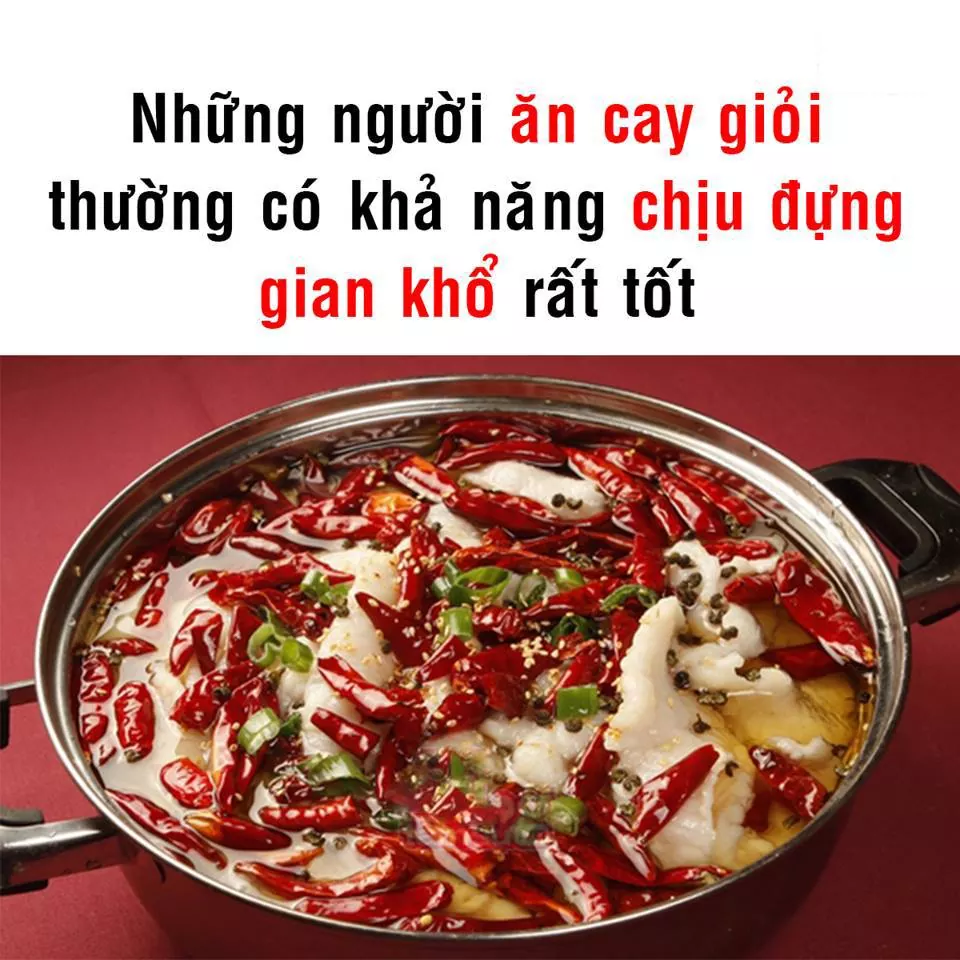 Những người ăn cay giỏi
thường có khả năng chịu đựng
gian khổ rất tốt